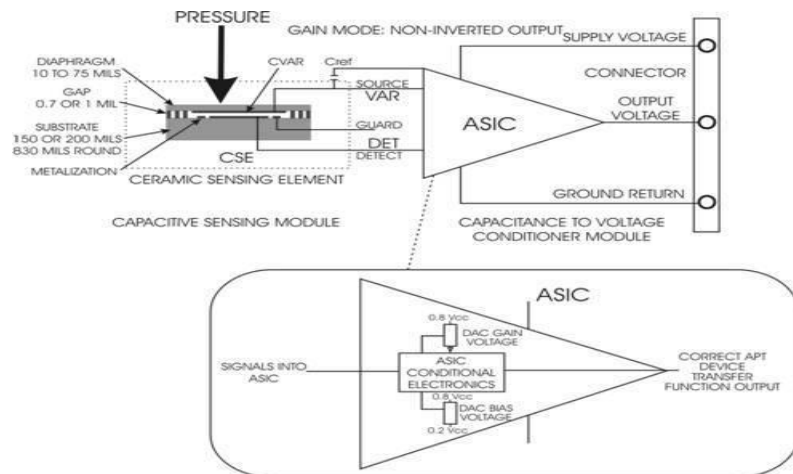 PRESSURE
GAIN MODE: NON-INVERTED OUTPUT
SUPPLY VOLTAGE
DIAPHRAGM
10 TO 75 MILS
CVAR
Cref
CONNECTOR
GAP
0.7 OR 1 MIL
SOURCE
VAR
OUTPUT
VOLTAGE
SUBSTRATE
150 OR 200 MILS
830 MILS ROUND
ASIC
GUARD
DET
DETECT
METALIZATION
CSE
CERAMIC SENSING ELEMENT
GROUND RETURN
CAPACITIVE SENSING MODULE
CAPACITANCE TO VOLTAGE
CONDITIONER MODULE
ASIC
0.8 Vcc
DAC GAIN
VOLTAGE
SIGNALS INTO
ASIC
ASIC
CONDITIONAL
ELECTRONICS
CORRECT APT
DEVICE
TRANSFER
FUNCTION OUTPUT
0.8 Vcc
DAC BIAS
VOLTAGE
0.2 Vcc